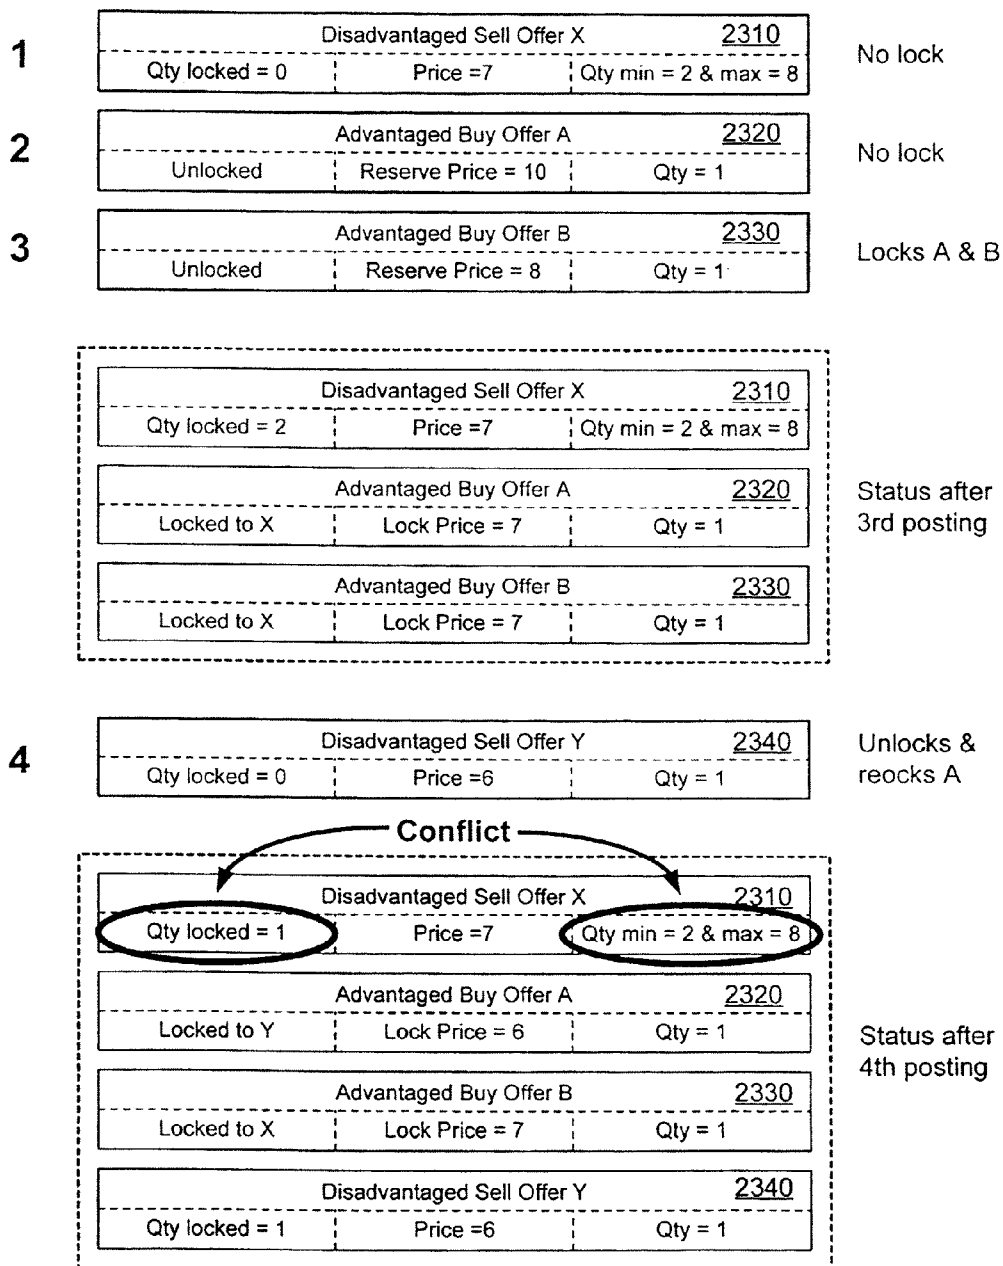 1
Disadvantaged Sell Offer X 2310
Qty locked = 0 Price =7 Qty min = 2 & max = 8
No lock
2
Advantaged Buy Offer A 2320
Unlocked Reserve Price = 10 Qty = 1
No lock
3
Advantaged Buy Offer B 2330
Unlocked Reserve Price = 8 Qty = 1
Locks A & B
Disadvantaged Sell Offer X 2310
Qty locked = 2 Price =7 Qty min = 2 & max = 8
Advantaged Buy Offer A 2320
Locked to X Lock Price = 7 Qty = 1
Advantaged Buy Offer B 2330
Locked to X Lock Price = 7 Qty = 1
Status after
3rd posting
4
Disadvantaged Sell Offer Y 2340
Qty locked = 0 Price =6 Qty = 1
Unlocks &
reocks A
Conflict
Disadvantaged Sell Offer X 2310
Qty locked = 1 Price =7 Qty min = 2 & max = 8
Advantaged Buy Offer A 2320
Locked to Y Lock Price = 6 Qty = 1
Advantaged Buy Offer B 2330
Locked to X Lock Price = 7 Qty = 1
Disadvantaged Sell Offer Y 2340
Qty locked = 1 Price =6 Qty = 1
Status after
4th posting